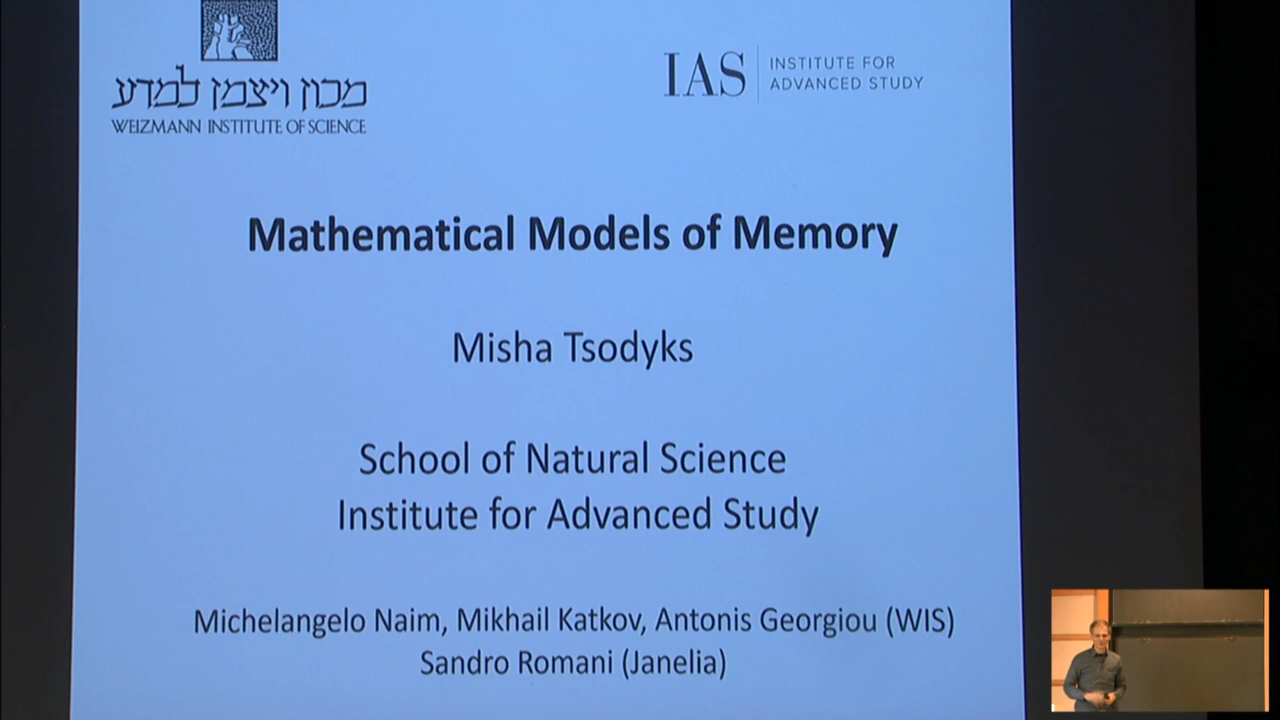 מכון ויצמן למדע
WEIZMANN INSTITUTE OF SCIENCE
IAS
INSTITUTE FOR
ADVANCED STUDY
Mathematical Models of Memory
Misha Tsodyks
School of Natural Science
Institute for Advanced Study
Michelangelo Naim, Mikhail Katkov, Antonis Georgiou (WIS)
Sandro Romani (Janelia)